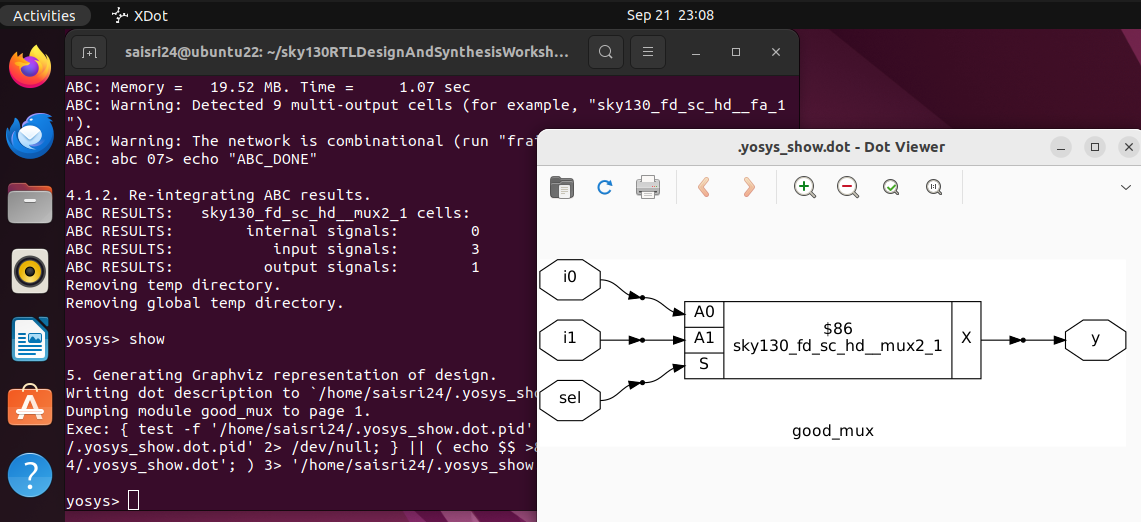 Activities
XDot
Sep 21 23:08
saisri24@ubuntu22: ~/sky130RTLDesignAndSynthesisWorksh...
ABC: Memory =   19.52 MB. Time =     1.07 sec
ABC: Warning: Detected 9 multi-output cells (for example, "sky130_fd_sc_hd__fa_1
").
ABC: Warning: The network is combinational (run "frai
ABC: abc 07> echo "ABC_DONE"
4.1.2. Re-integrating ABC results.
ABC RESULTS:   sky130_fd_sc_hd__mux2_1 cells:
ABC RESULTS:        internal signals:        0
ABC RESULTS:           input signals:        3
ABC RESULTS:          output signals:        1
Removing temp directory.
Removing global temp directory.
yosys> show
5. Generating Graphviz representation of design.
Writing dot description to `/home/saisri24/.yosys_sho
Dumping module good_mux to page 1.
Exec: { test -f '/home/saisri24/.yosys_show.dot.pid'
/.yosys_show.dot.pid' 2> /dev/null; } || ( echo $$ >&
4/.yosys_show.dot'; ) 3> '/home/saisri24/.yosys_show
yosys>
.yosys_show.dot - Dot Viewer
i0
i1
sel
A0
A1
S
$86
sky130_fd_sc_hd__mux2_1
X
y
good_mux